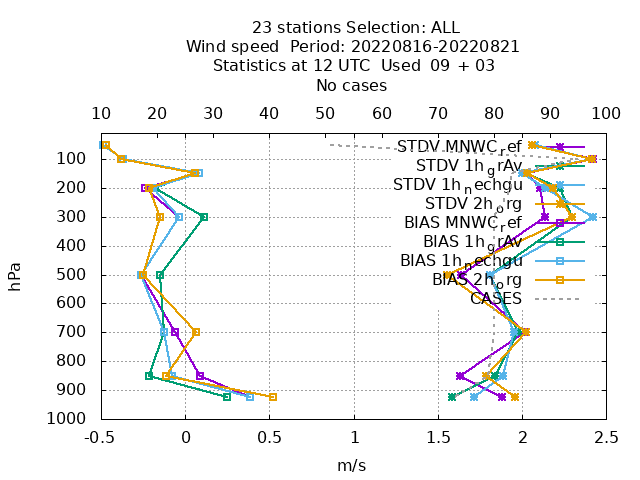 23 stations Selection: ALL
Wind speed  Period: 20220816-20220821
Statistics at 12 UTC  Used  09 + 03
No cases
10 20 30 40 50 60 70 80 90 100
STDV MNWC_ref
STDV 1h_grAv
STDV 1h_nechgu
STDV 2h_org
BIAS MNWC_ref
BIAS 1h_grAv
BIAS 1h_nechgu
BIAS 2h_org
CASES
hPa
100
200
300
400
500
600
700
800
900
1000
-0.5 0 0.5 1 1.5 2 2.5
m/s